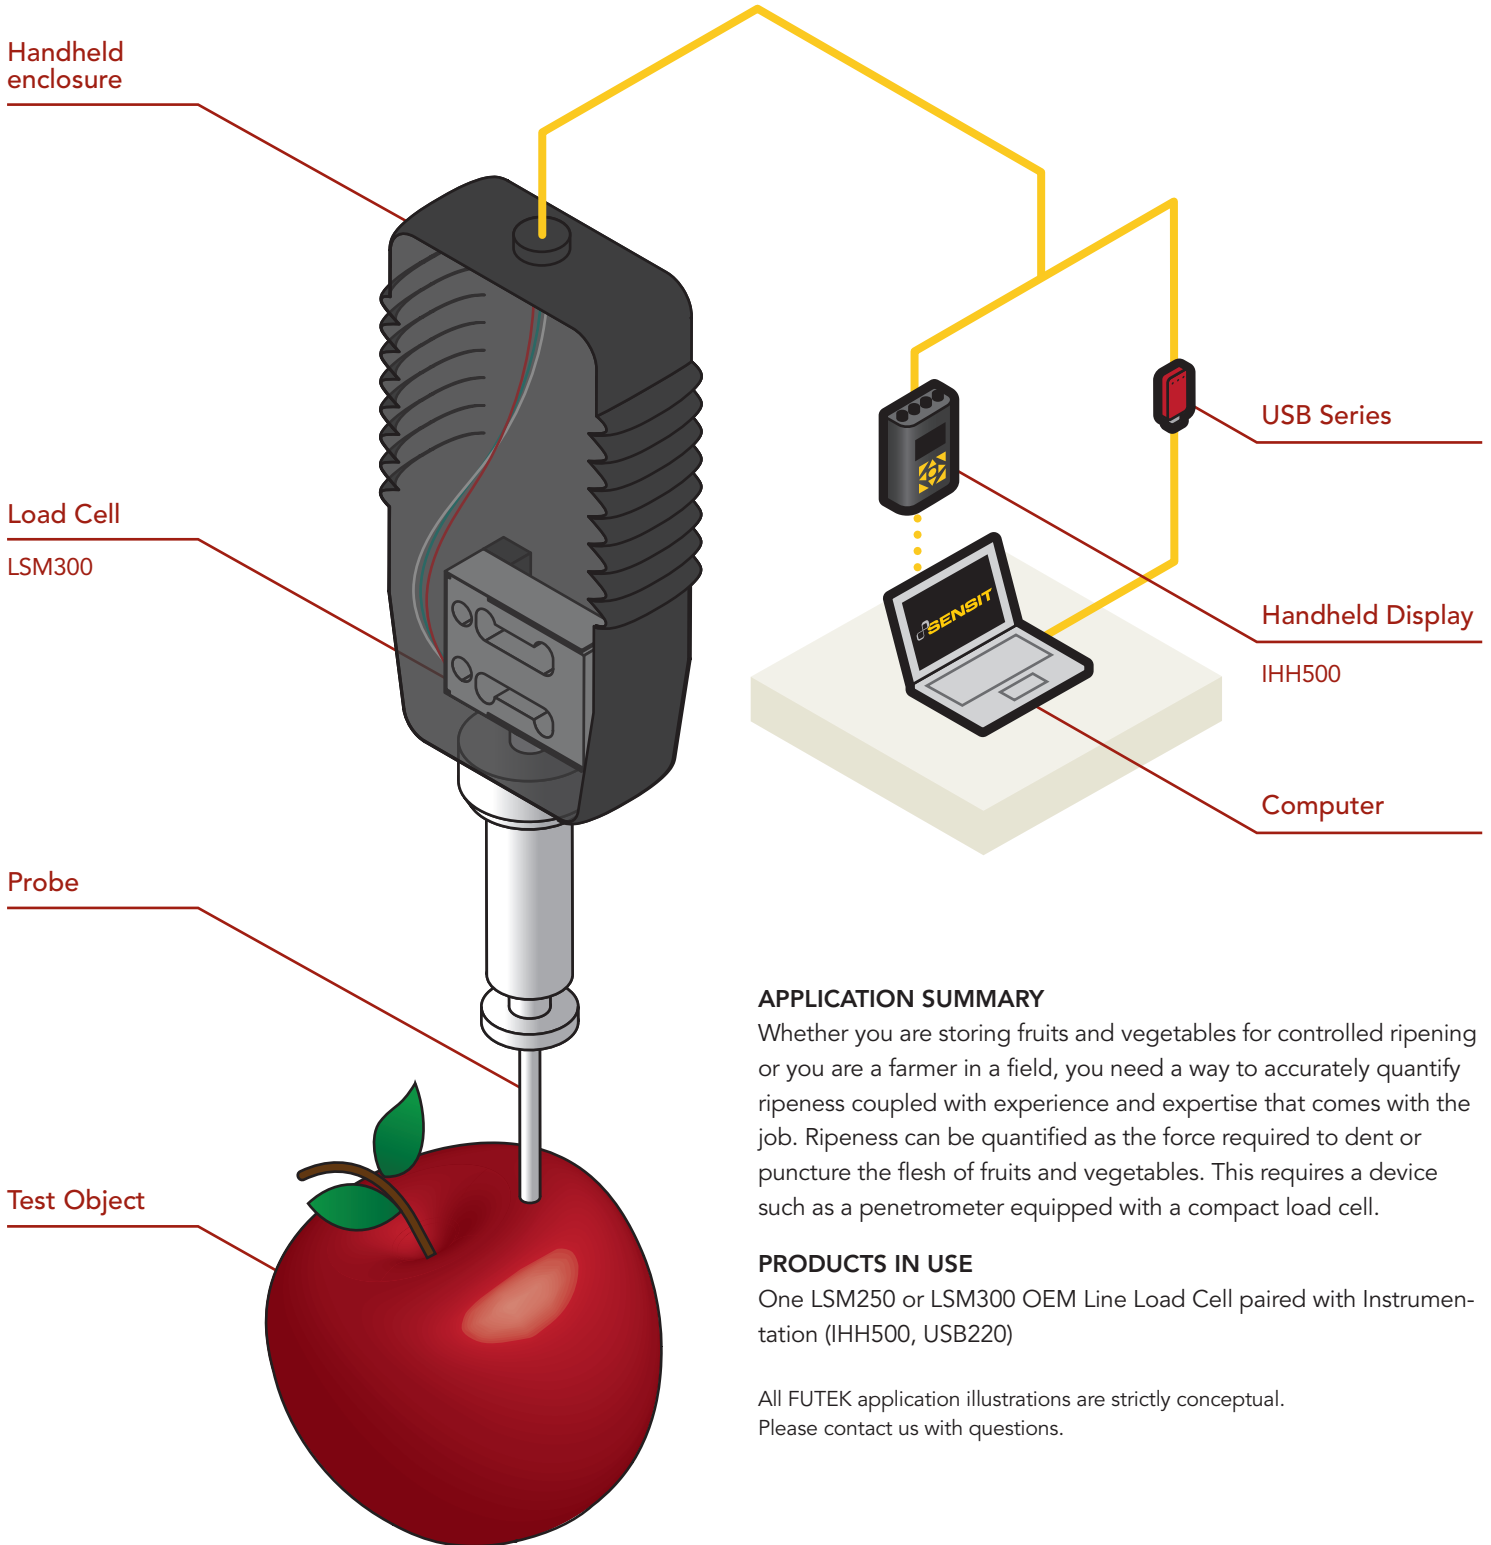 Handheld
enclosure
Load Cell
LSM300
Probe
Test Object
USB Series
Handheld Display
IHH500
Computer
SENSIT
APPLICATION SUMMARY
Whether you are storing fruits and vegetables for controlled ripening
or you are a farmer in a field, you need a way to accurately quantify
ripeness coupled with experience and expertise that comes with the
job. Ripeness can be quantified as the force required to dent or
puncture the flesh of fruits and vegetables. This requires a device
such as a penetrometer equipped with a compact load cell.
PRODUCTS IN USE
One LSM250 or LSM300 OEM Line Load Cell paired with Instrumen-
tation (IHH500, USB220)
All FUTEK application illustrations are strictly conceptual.
Please contact us with questions.